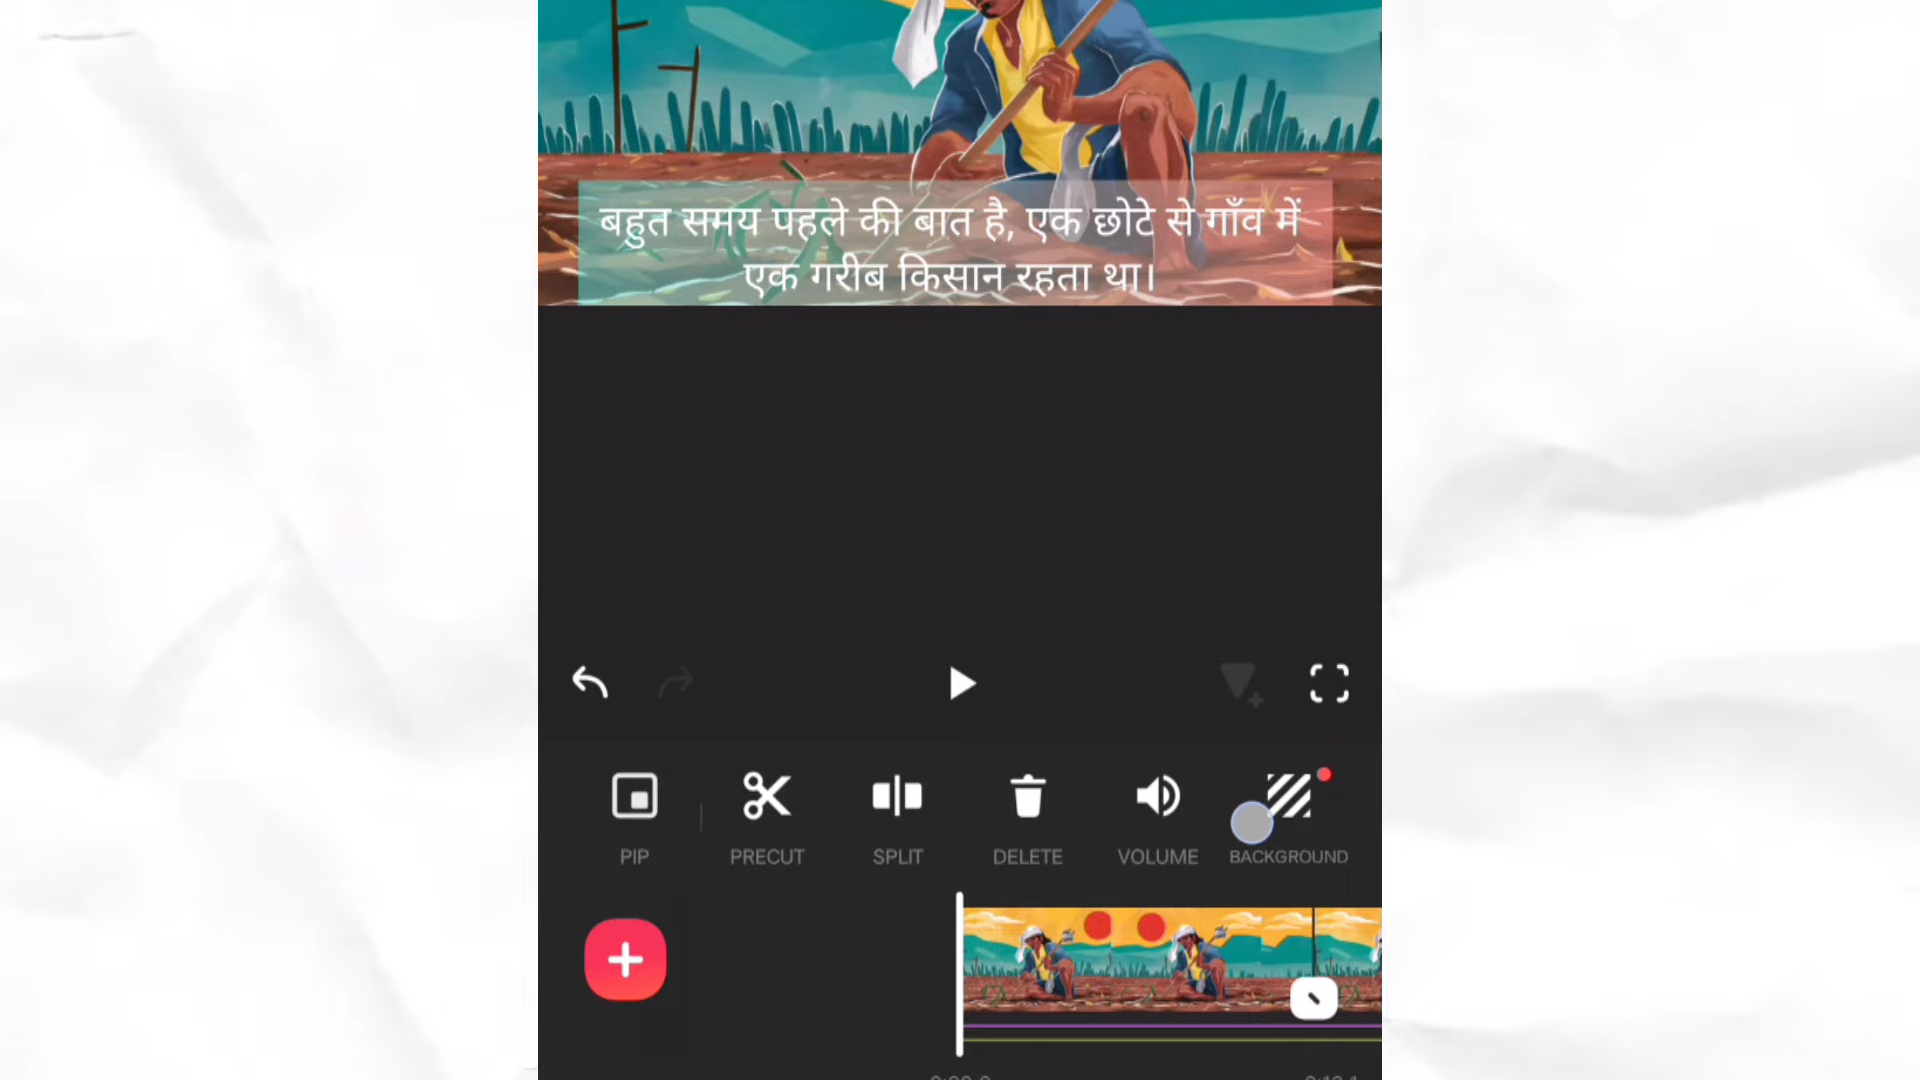 बहुत समय पहले की बात है, एक छोटे से गाँव में
एक गरीब किसान रहता था।
PIP
PRECUT
SPLIT
DELETE
VOLUME
BACKGROUND